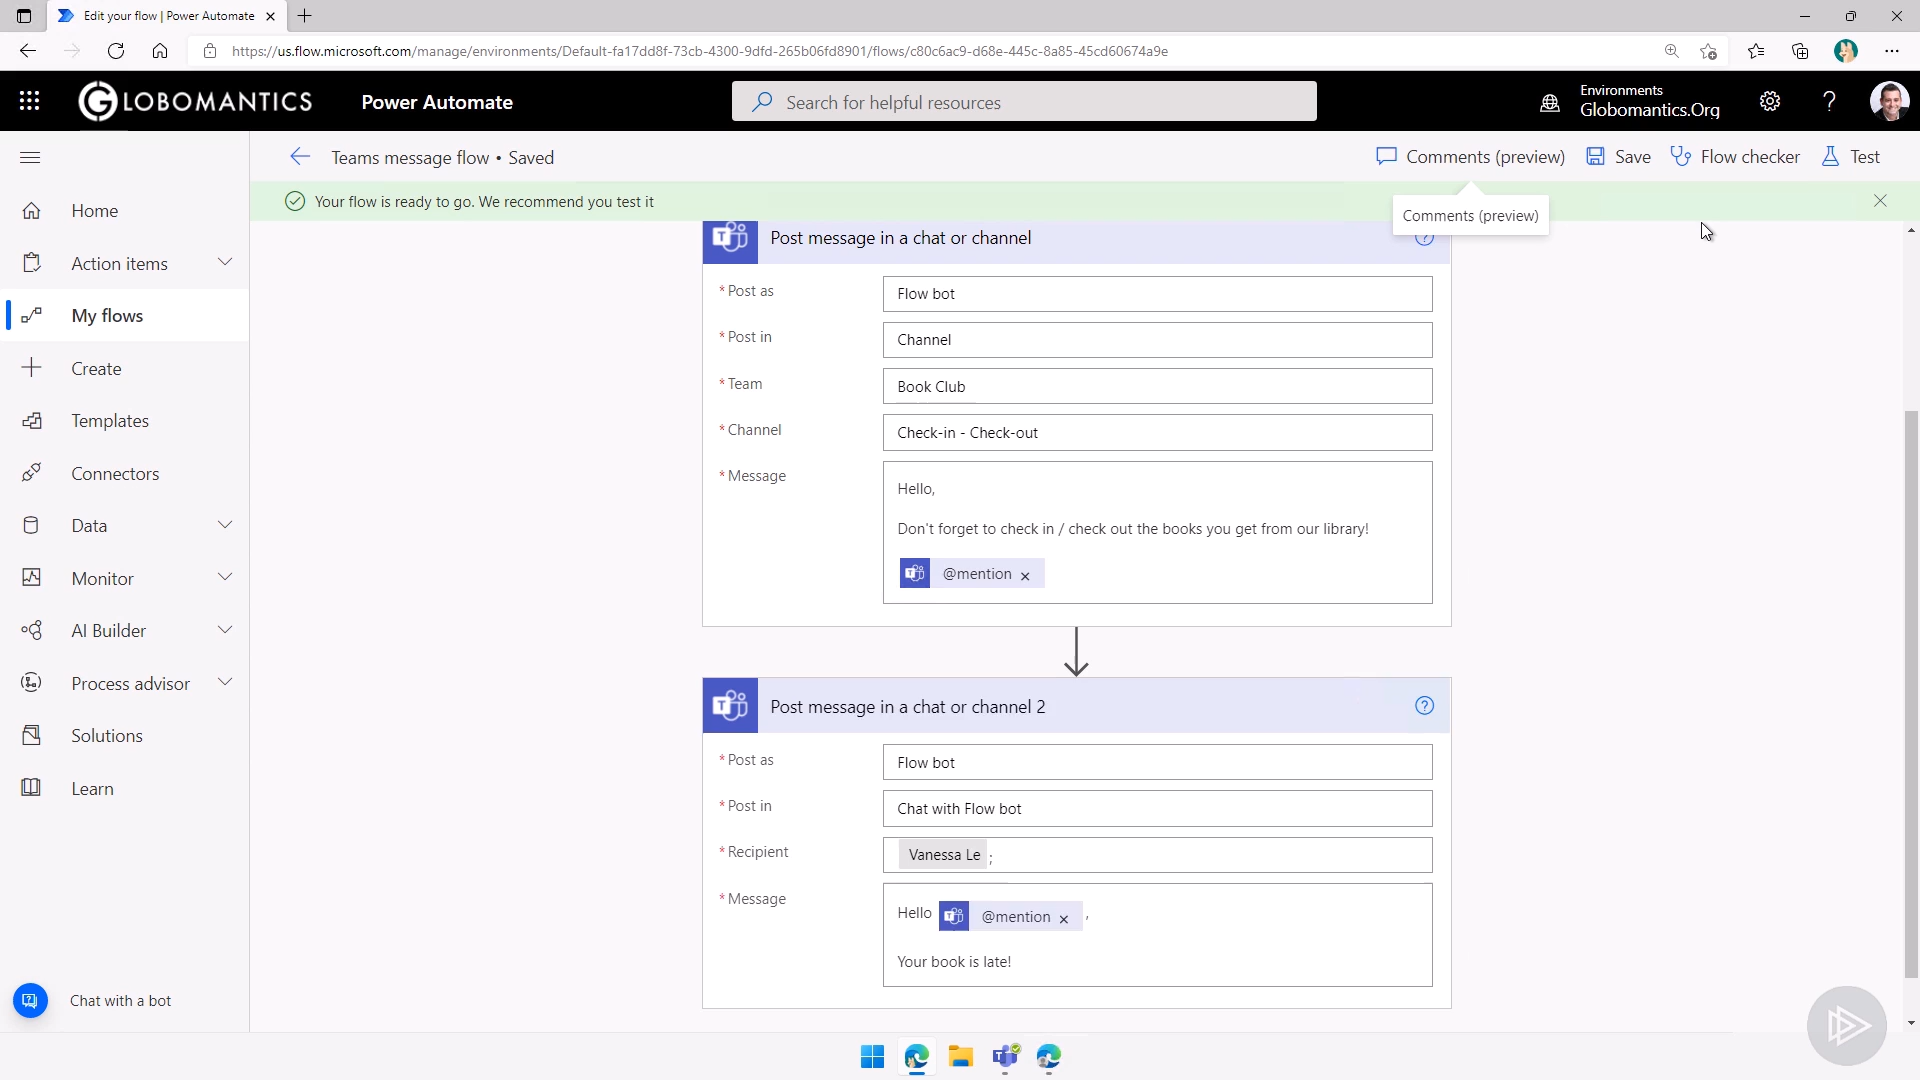 Edit your flow | Power Automate
https://us.flow.microsoft.com/manage/environments/Default-fa17dd8f-73cb-4300-9dfd-265b06fd8901/flows/c80c6ac9-d68e-445c-8a85-45cd60674a9e
GLOBOMANTICS
Power Automate
Search for helpful resources
Environments
Globomantics.Org
Teams message flow • Saved
Comments (preview)
Save
Flow checker
Test
Your flow is ready to go. We recommend you test it
Comments (preview)
Home
Action items
My flows
Create
Templates
Connectors
Data
Monitor
AI Builder
Process advisor
Solutions
Learn
Chat with a bot
Post message in a chat or channel
* Post as
Flow bot
* Post in
Channel
* Team
Book Club
* Channel
Check-in - Check-out
* Message
Hello,
Don't forget to check in / check out the books you get from our library!
@mention ×
Post message in a chat or channel 2
* Post as
Flow bot
* Post in
Chat with Flow bot
* Recipient
Vanessa Le ;
* Message
Hello @mention × ,
Your book is late!